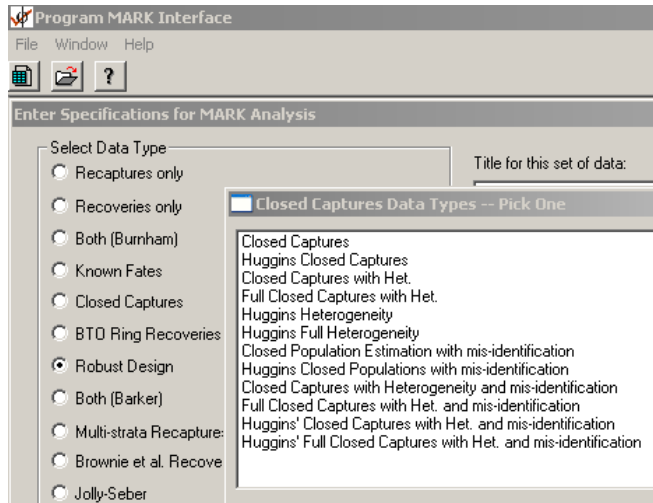 Program MARK Interface
File Window Help
?
Enter Specifications for MARK Analysis
Select Data Type
Title for this set of data:
Recaptures only
Recoveries only
Both (Burnham)
Known Fates
Closed Captures
BTO Ring Recoveries
Robust Design
Both (Barker)
Multi-strata Recapture
Brownie et al. Recove
Jolly-Seber
Closed Captures Data Types -- Pick One
Closed Captures
Huggins Closed Captures
Closed Captures with Het.
Full Closed Captures with Het.
Huggins Heterogeneity
Huggins Full Heterogeneity
Closed Population Estimation with mis-identification
Huggins Closed Populations with mis-identification
Closed Captures with Heterogeneity and mis-identification
Full Closed Captures with Het. and mis-identification
Huggins' Closed Captures with Het. and mis-identification
Huggins' Full Closed Captures with Het. and mis-identification